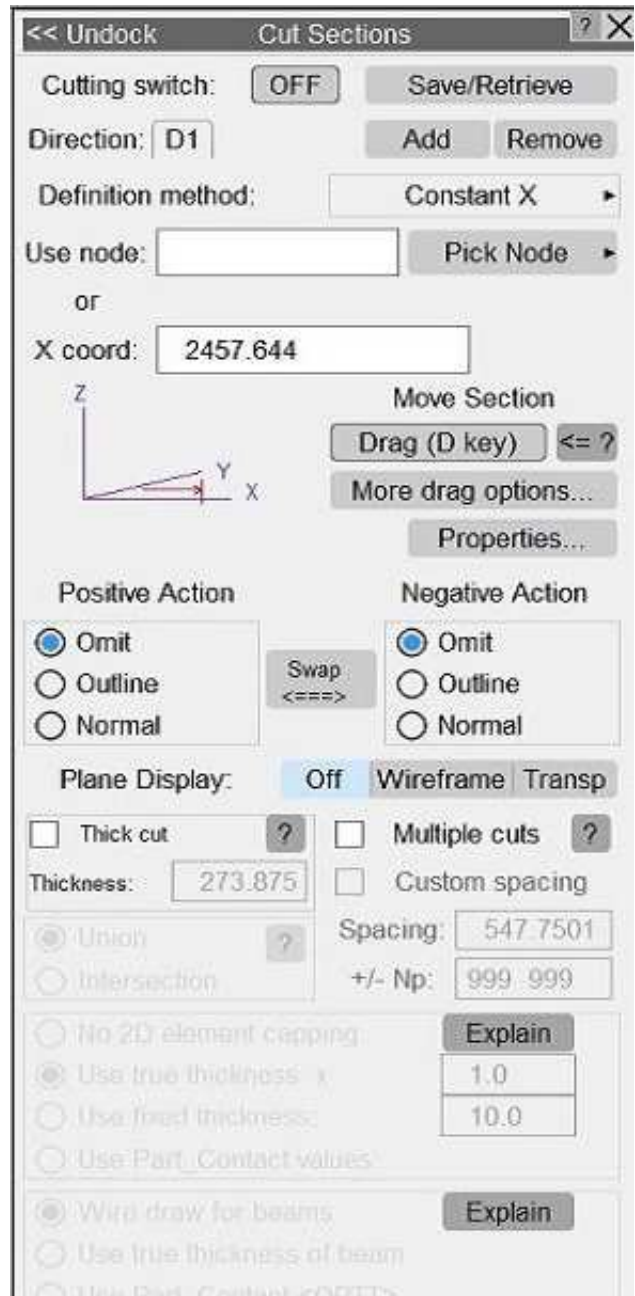 << Undock Cut Sections ? X
Cutting switch: OFF Save/Retrieve
Direction: D1 Add Remove
Definition method: Constant X
Use node: Pick Node
or
X coord: 2457.644
Z
Y
X
Move Section
Drag (D key) <= ?
More drag options...
Properties...
Positive Action Negative Action
Omit Omit
Outline Swap Outline
<===>
Normal Normal
Plane Display: Off Wireframe Transp
Thick cut ? Multiple cuts ?
Thickness: 273.875 Custom spacing
Union ? Spacing: 547.7501
Intersection +/- Np: 999 999
No 2D element capping Explain
Use true thickness x 1.0
Use fixed thickness: 10.0
Use Part_Contact values
Wire draw for beams Explain
Use true thickness of beam
Use Part_Contact <OPTT>